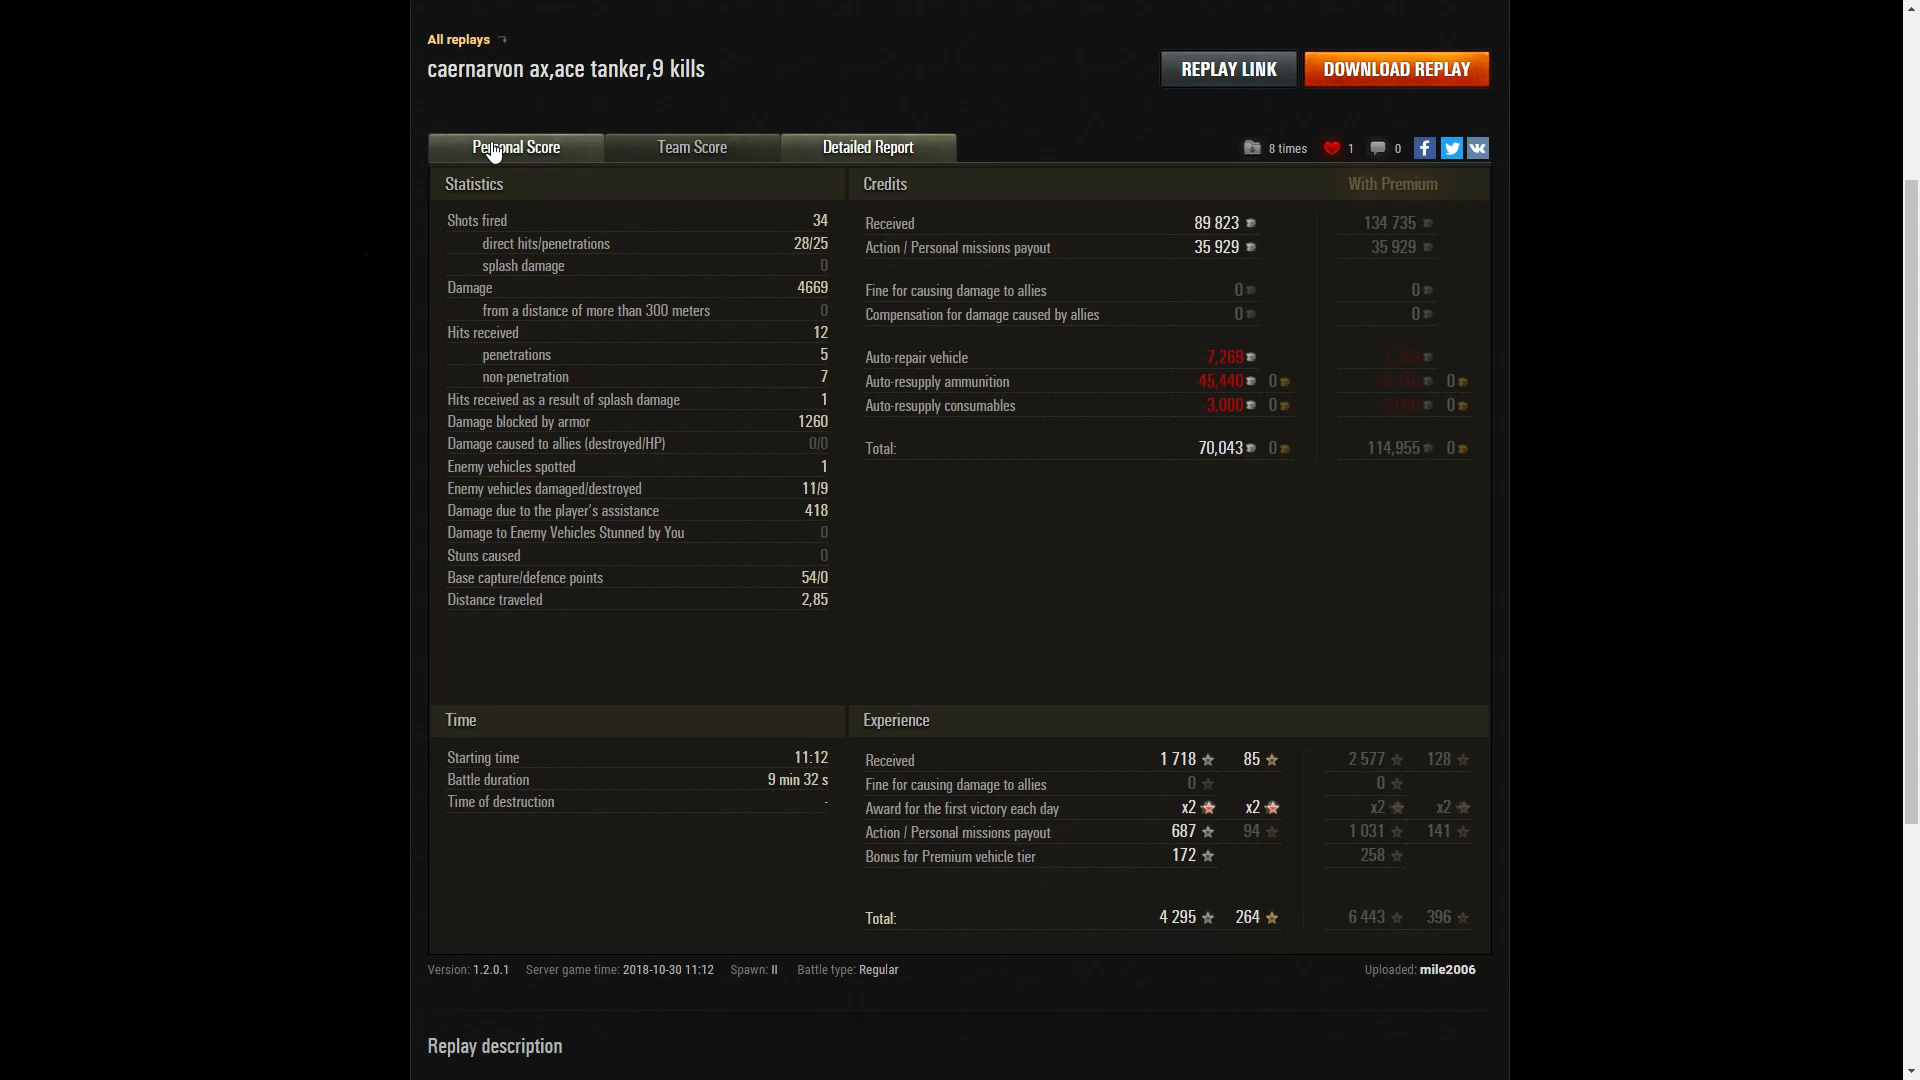 All replays
caernarvon ax,ace tanker,9 kills
REPLAY LINK DOWNLOAD REPLAY
Personal Score Team Score Detailed Report 8 times 1 0
Statistics Credits With Premium
Shots fired 34
direct hits/penetrations 28/25
splash damage 0
Damage 4669
from a distance of more than 300 meters 0
Hits received 12
penetrations 5
non-penetration 7
Hits received as a result of splash damage 1
Damage blocked by armor 1260
Damage caused to allies (destroyed/HP) 0/0
Enemy vehicles spotted 1
Enemy vehicles damaged/destroyed 11/9
Damage due to the player's assistance 418
Damage to Enemy Vehicles Stunned by You 0
Stuns caused 0
Base capture/defence points 54/0
Distance traveled 2,85
Received 89 823 134 735
Action / Personal missions payout 35 929 35 929
Fine for causing damage to allies 0 0
Compensation for damage caused by allies 0 0
Auto-repair vehicle -7,269
Auto-resupply ammunition -45,440 0 0
Auto-resupply consumables -3,000 0 0
Total: 70,043 0 114,955 0
Time
Starting time 11:12
Battle duration 9 min 32 s
Time of destruction -
Experience
Received 1 718 85 2 577 128
Fine for causing damage to allies 0 0
Award for the first victory each day x2 x2 x2 x2
Action / Personal missions payout 687 94 1 031 141
Bonus for Premium vehicle tier 172 258
Total: 4 295 264 6 443 396
Version: 1.2.0.1 Server game time: 2018-10-30 11:12 Spawn: II Battle type: Regular Uploaded: mile2006
Replay description